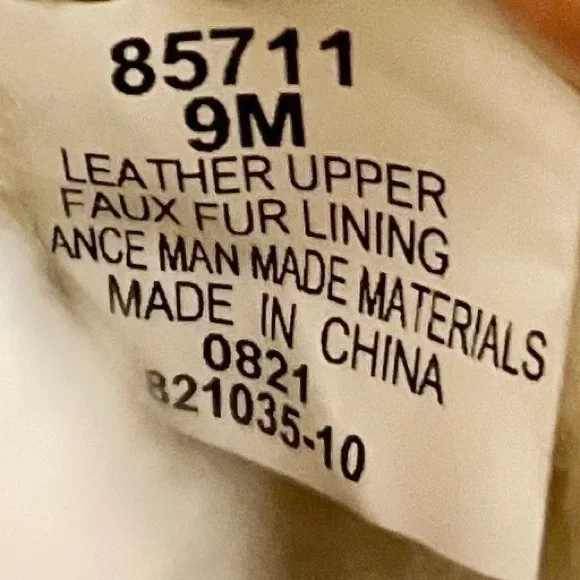 85711
9M
LEATHER UPPER
FAUX FUR LINING
ANCE MAN MADE MATERIALS
MADE IN CHINA
0821
821035-10